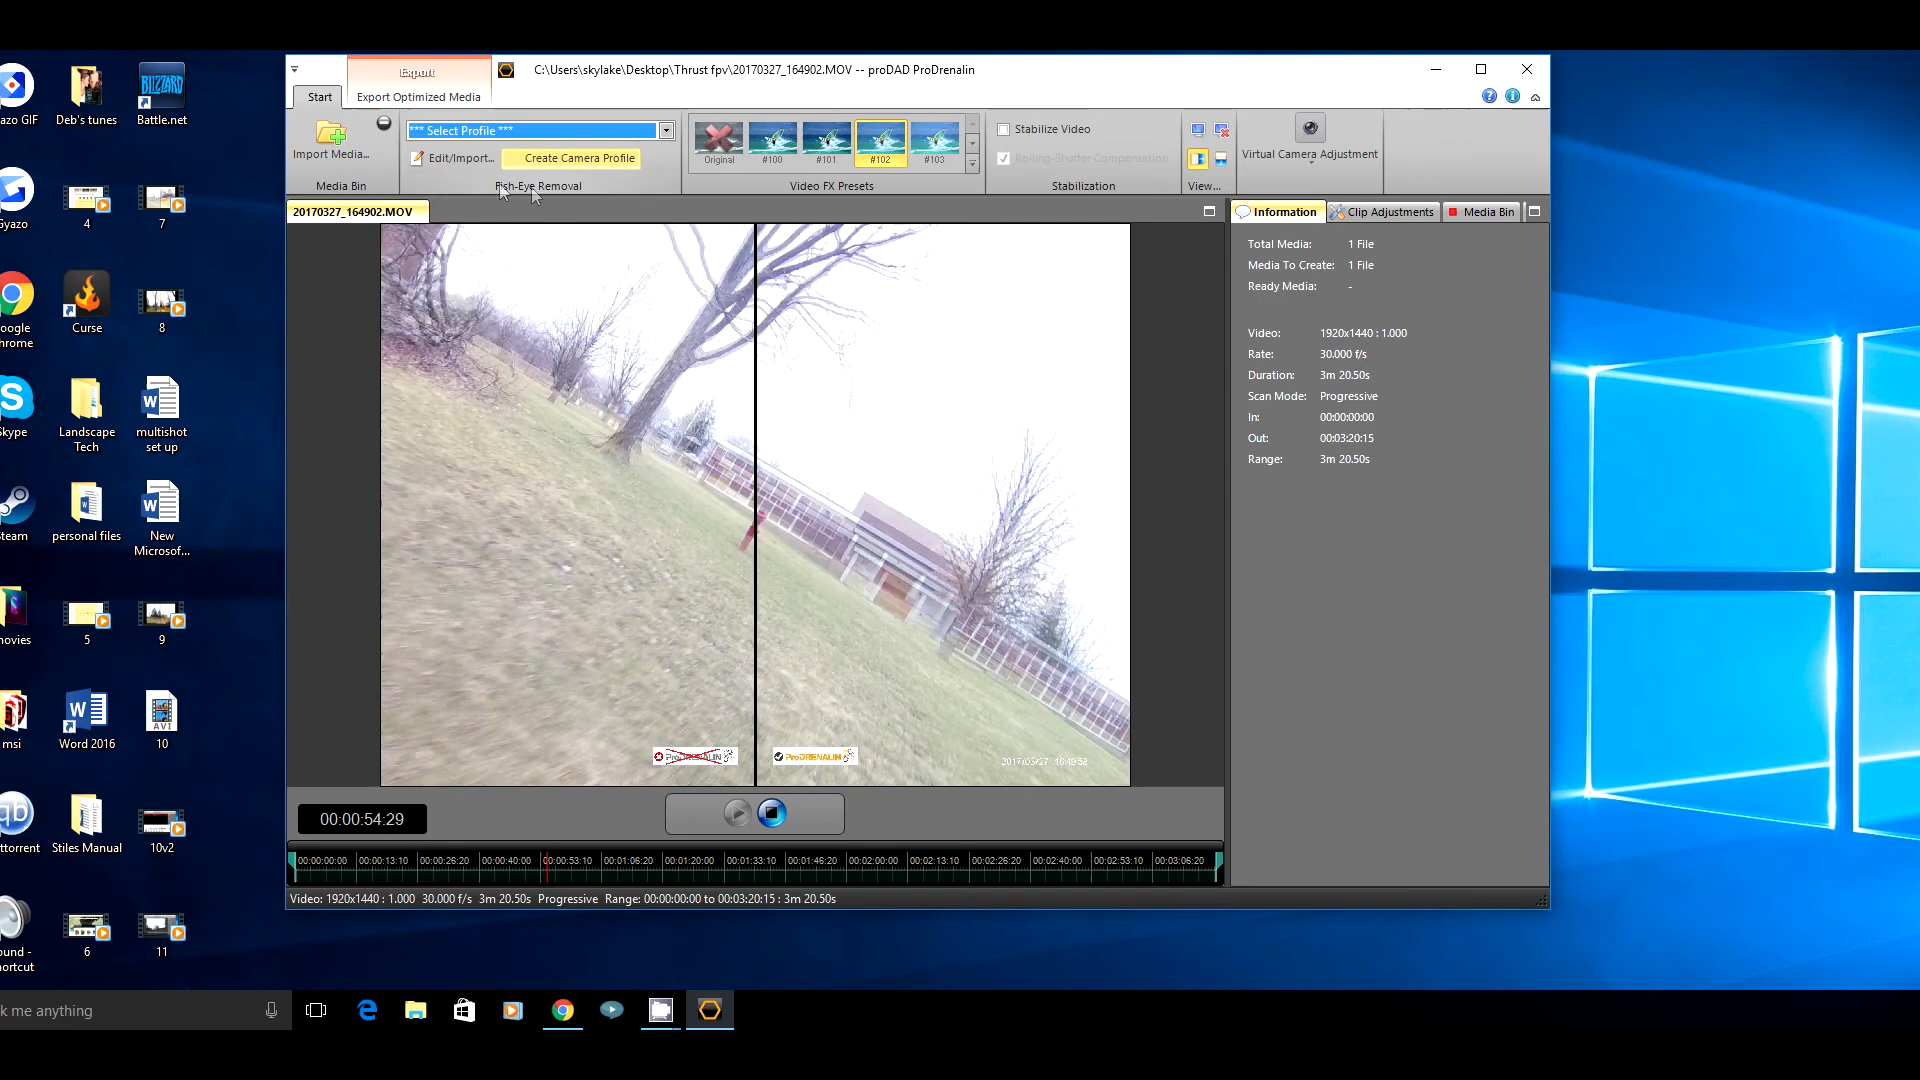 C:\Users\skylake\Desktop\Thrust fpv\20170327_164902.MOV -- proDAD ProDrenalin
Export
Start
Export Optimized Media
Import Media...
Media Bin
*** Select Profile ***
Edit/Import...
Create Camera Profile
Fish-Eye Removal
Original
#100
#101
#102
#103
Video FX Presets
Stabilize Video
Rolling-Shutter Compensation
Stabilization
View...
Virtual Camera Adjustment
20170327_164902.MOV
Information
Clip Adjustments
Media Bin
Total Media: 1 File
Media To Create: 1 File
Ready Media: -
Video: 1920x1440 : 1.000
Rate: 30.000 f/s
Duration: 3m 20.50s
Scan Mode: Progressive
In: 00:00:00:00
Out: 00:03:20:15
Range: 3m 20.50s
ProDRENALIN
ProDRENALIN
00:00:54:29
00:00:00:00 00:00:13:10 00:00:26:20 00:00:40:00 00:00:53:10 00:01:06:20 00:01:20:00 00:01:33:10 00:01:46:20 00:02:00:00 00:02:13:10 00:02:26:20 00:02:40:00 00:02:53:10 00:03:06:20
Video: 1920x1440 : 1.000 30.000 f/s 3m 20.50s Progressive Range: 00:00:00:00 to 00:03:20:15 : 3m 20.50s
azo GIF
Deb's tunes
BLIZZARD
Battle.net
Gyazo
4
7
oogle
hrome
Curse
8
Skype
Landscape
Tech
multishot
set up
Steam
personal files
New
Microsof...
movies
5
9
msi
Word 2016
AVI
10
qb
ttorrent
Stiles Manual
10v2
ound -
hortcut
6
11
k me anything